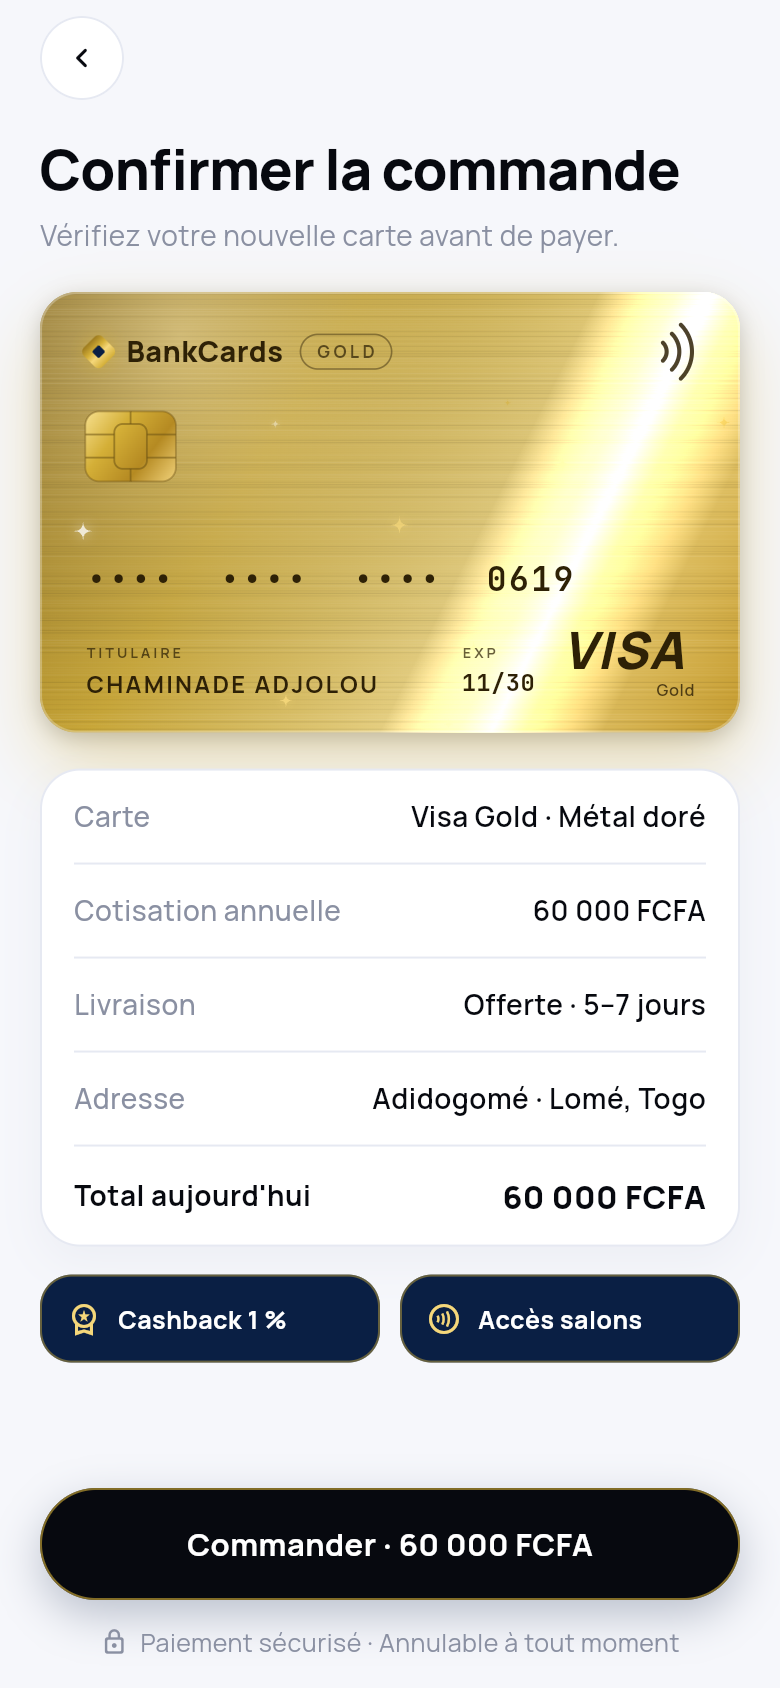 Confirmer la commande
Vérifiez votre nouvelle carte avant de payer.
BankCards GOLD
•••• •••• •••• 0619
TITULAIRE EXP VISA
CHAMINADE ADJOLOU 11/30 Gold
Carte Visa Gold · Métal doré
Cotisation annuelle 60 000 FCFA
Livraison Offerte · 5–7 jours
Adresse Adidogomé · Lomé, Togo
Total aujourd'hui 60 000 FCFA
Cashback 1 % Accès salons
Commander · 60 000 FCFA
Paiement sécurisé · Annulable à tout moment